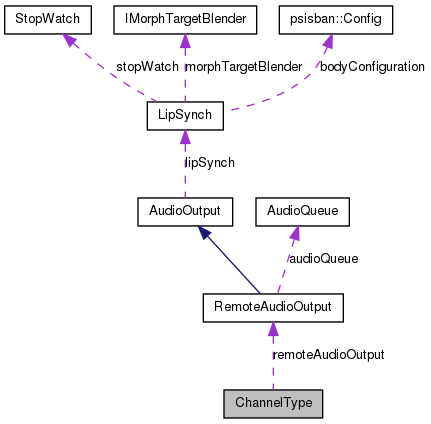 StopWatch
IMorphTargetBlender
psisban::Config
stopWatch
morphTargetBlender
bodyConfiguration
LipSynch
lipSynch
AudioOutput
AudioQueue
audioQueue
RemoteAudioOutput
remoteAudioOutput
ChannelType